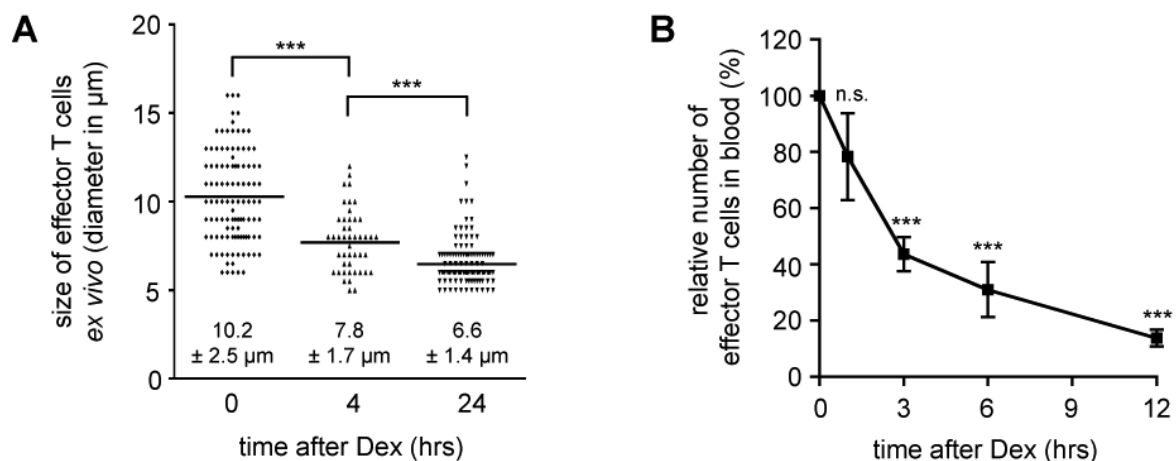 A
size of effector T cells
ex vivo (diameter in µm)
20
15
10
5
0
***
***
10.2
± 2.5 µm
7.8
± 1.7 µm
6.6
± 1.4 µm
0
4
24
time after Dex (hrs)
B
relative number of
effector T cells in blood (%)
120
100
80
60
40
20
0
n.s.
***
***
***
0
3
6
9
12
time after Dex (hrs)